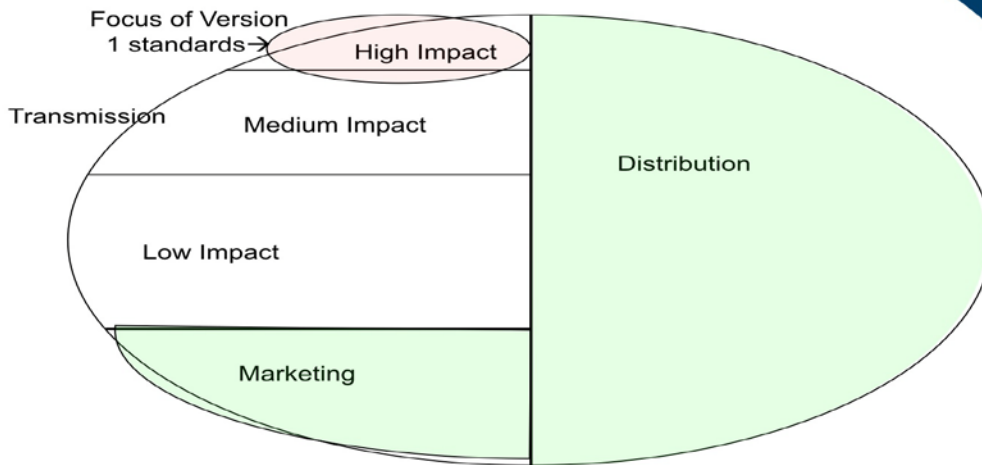 Focus of Version
1 standards→
High Impact
Transmission
Medium Impact
Distribution
Low Impact
Marketing